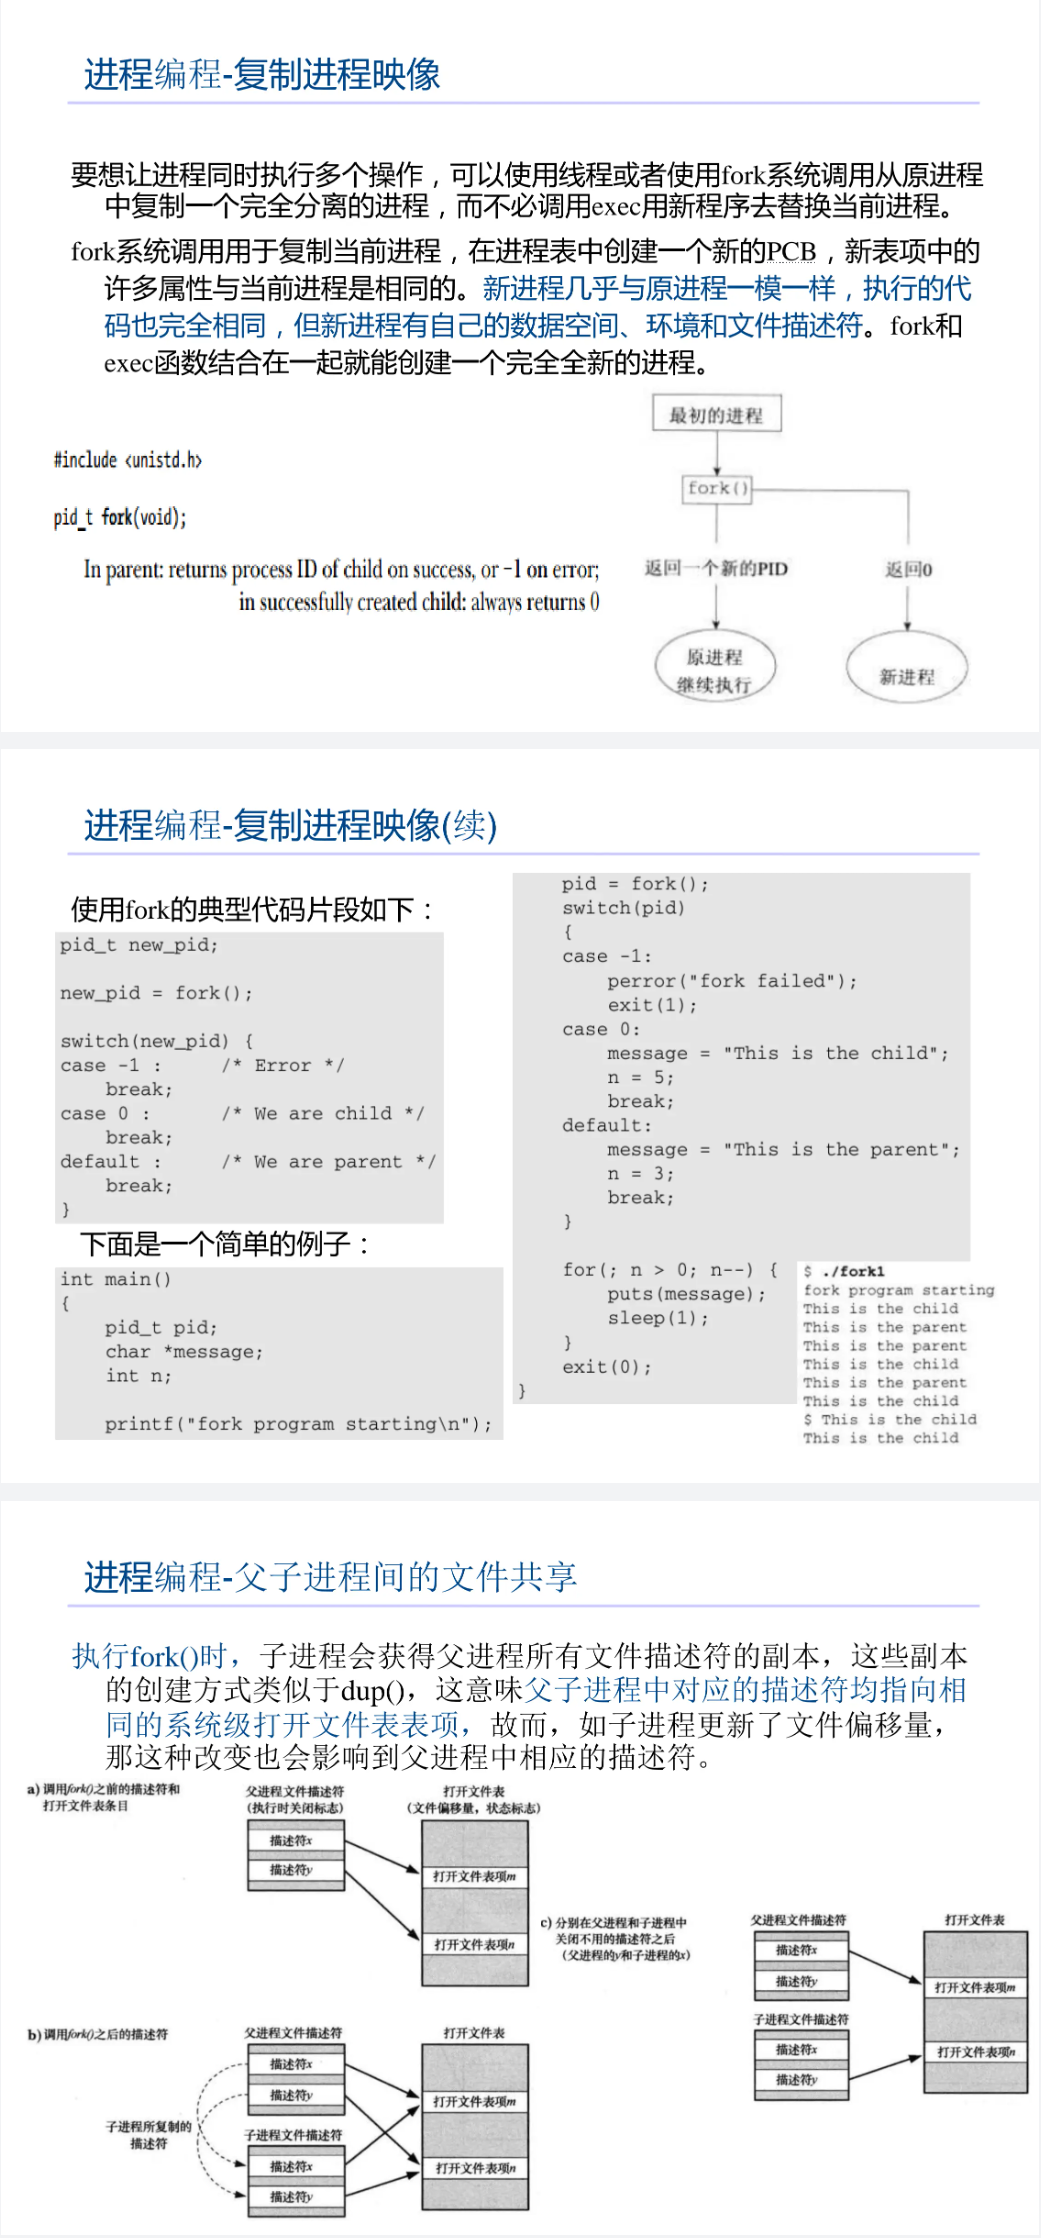 进程编程-复制进程映像
要想让进程同时执行多个操作，可以使用线程或者使用fork系统调用从原进程
中复制一个完全分离的进程，而不必调用exec用新程序去替换当前进程。
fork系统调用用于复制当前进程，在进程表中创建一个新的PCB，新表项中的
许多属性与当前进程是相同的。新进程几乎与原进程一模一样，执行的代
码也完全相同，但新进程有自己的数据空间、环境和文件描述符。fork和
exec函数结合在一起就能创建一个完全全新的进程。
#include <unistd.h>
pid_t fork(void);
In parent: returns process ID of child on success, or −1 on error;
in successfully created child: always returns 0
最初的进程
fork()
返回一个新的PID
返回0
原进程
继续执行
新进程
进程编程-复制进程映像(续)
使用fork的典型代码片段如下：
pid_t new_pid;
new_pid = fork();
switch(new_pid) {
case -1 : /* Error */
break;
case 0 : /* We are child */
break;
default : /* We are parent */
break;
}
下面是一个简单的例子：
int main()
{
pid_t pid;
char *message;
int n;
printf("fork program starting\n");
pid = fork();
switch(pid)
{
case -1:
perror("fork failed");
exit(1);
case 0:
message = "This is the child";
n = 5;
break;
default:
message = "This is the parent";
n = 3;
break;
}
for(; n > 0; n--) {
puts(message);
sleep(1);
}
exit(0);
}
$ ./fork1
fork program starting
This is the child
This is the parent
This is the parent
This is the child
This is the parent
This is the child
$ This is the child
This is the child
进程编程-父子进程间的文件共享
执行fork()时，子进程会获得父进程所有文件描述符的副本，这些副本
的创建方式类似于dup()，这意味父子进程中对应的描述符均指向相
同的系统级打开文件表表项，故而，如子进程更新了文件偏移量，
那这种改变也会影响到父进程中相应的描述符。
a) 调用fork()之前的描述符和
打开文件表条目
父进程文件描述符
(执行时关闭标志)
描述符x
描述符y
打开文件表
(文件偏移量，状态标志)
打开文件表项m
打开文件表项n
b) 调用fork()之后的描述符
父进程文件描述符
描述符x
描述符y
子进程所复制的
描述符
子进程文件描述符
描述符x
描述符y
打开文件表
打开文件表项m
打开文件表项n
c) 分别在父进程和子进程中
关闭不用的描述符之后
(父进程的y和子进程的x)
父进程文件描述符
描述符x
描述符y
子进程文件描述符
描述符x
描述符y
打开文件表
打开文件表项m
打开文件表项n